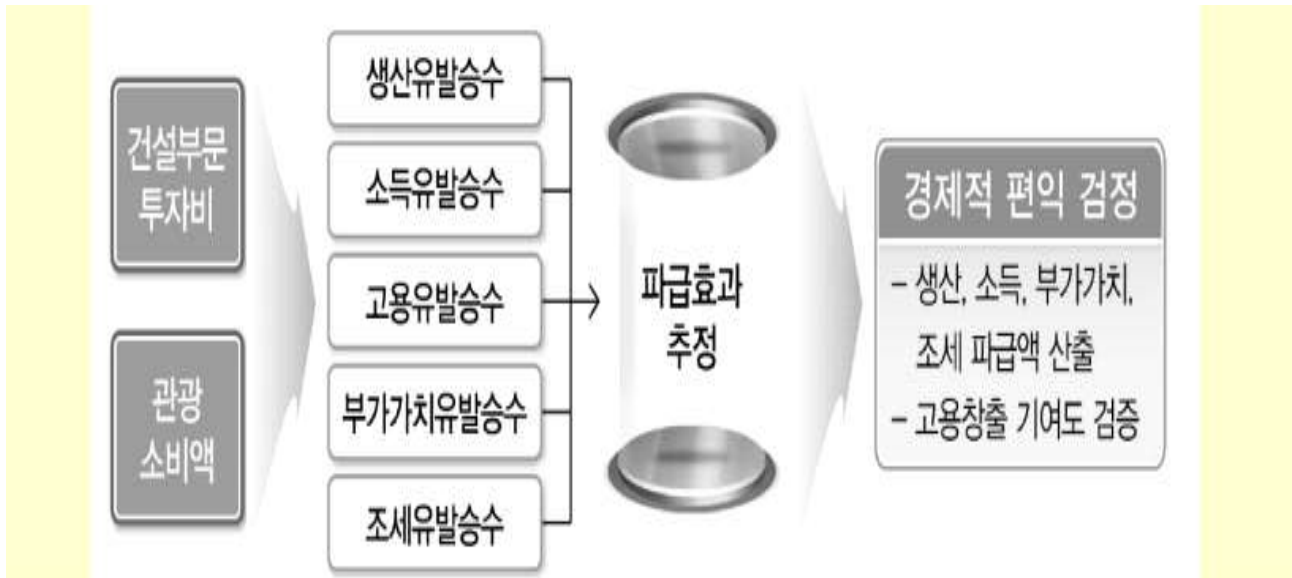 건설부문
투자비
관광
소비액
생산유발승수
소득유발승수
고용유발승수
부가가치유발승수
조세유발승수
파급효과
추정
경제적 편익 검정
- 생산, 소득, 부가가치,
조세 파급액 산출
- 고용창출 기여도 검증